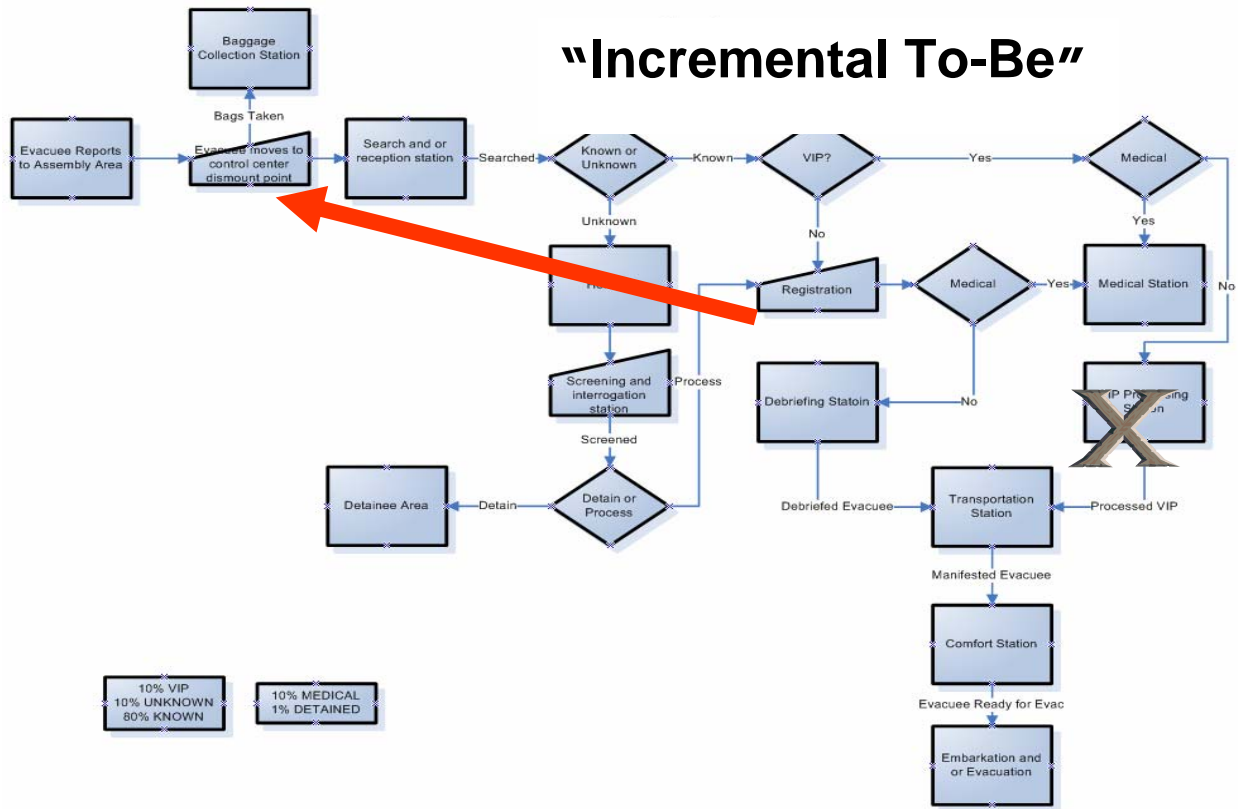 “Incremental To-Be”
Baggage
Collection Station
Bags Taken
Evacuee Reports
to Assembly Area
Evacuee moves to
control center
dismount point
Search and or
reception station
Searched
Known or
Unknown
Known
VIP?
Yes
Medical
Unknown
No
Yes
No
Registration
Medical
Yes
Medical Station
Screening and
interrogation
station
Process
Debriefing Statoin
No
Screened
Detainee Area
Detain
Detain or
Process
Debriefed Evacuee
Transportation
Station
Processed VIP
Manifested Evacuee
Comfort Station
Evacuee Ready for Evac
Embarkation and
or Evacuation
10% VIP
10% UNKNOWN
80% KNOWN
10% MEDICAL
1% DETAINED
X